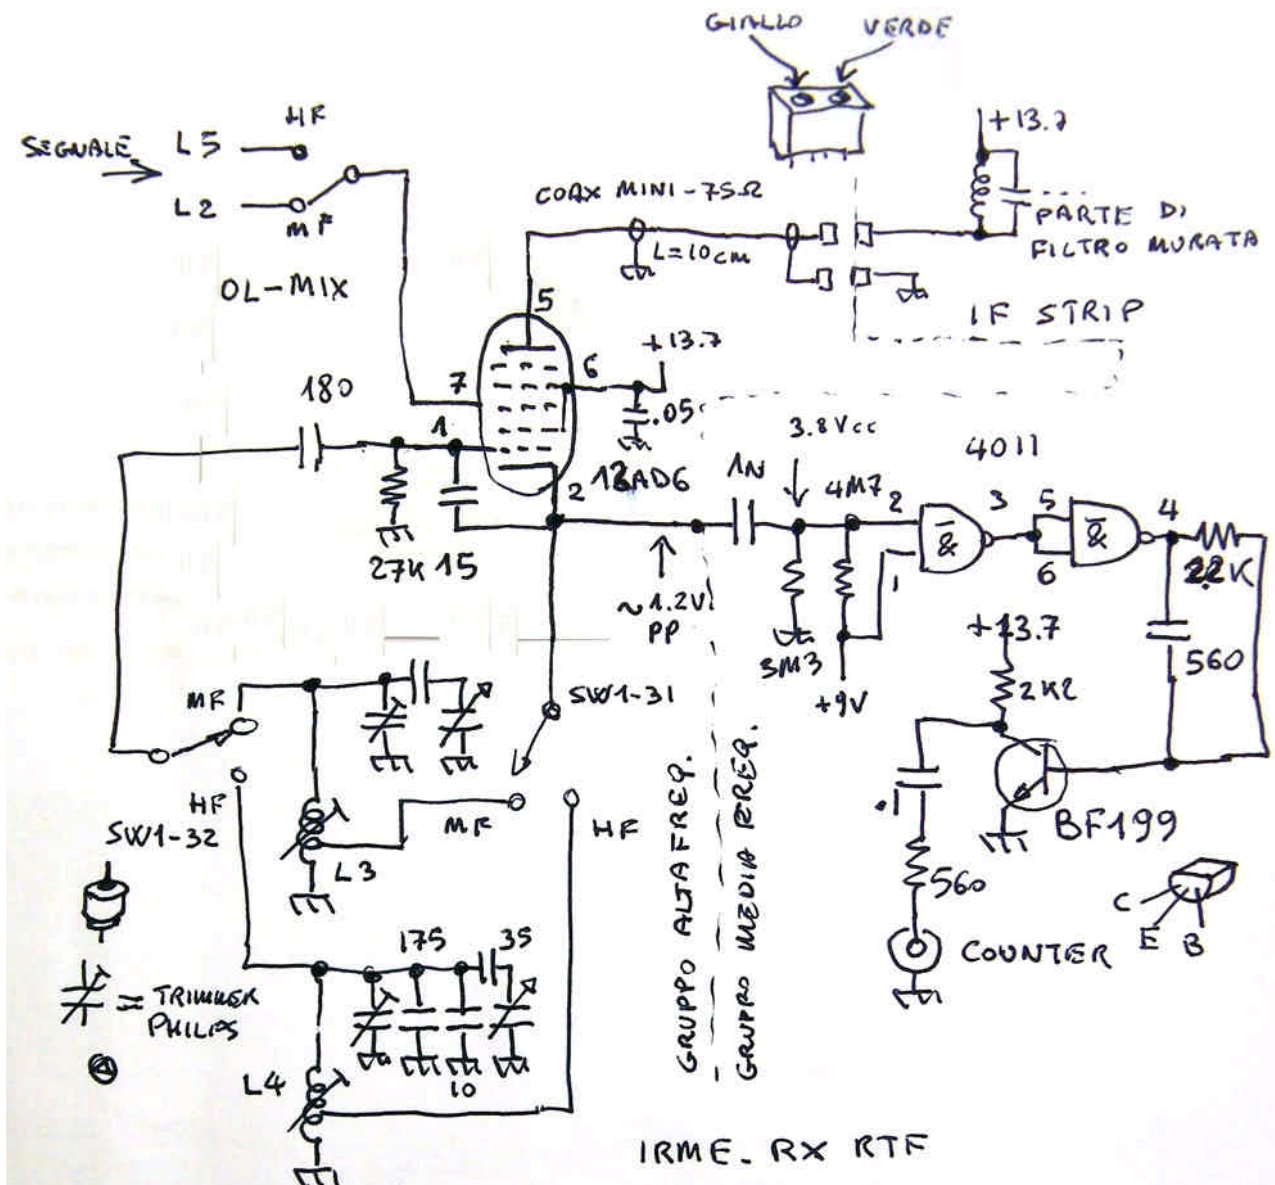 GIALLO VERDE
HF
SEGNALE L5
L2
MF
+13.7
COAX MINI-75Ω
L=10cm
PARTE DI
FILTRO MURATA
OL-MIX
5
IF STRIP
+13.7
180
7
6
.05
1
3.8Vcc
4011
12AD6
1N
2
4M7
2
3
5
4
&
&
27K 15
1
6
22K
~1.2V
PP
+13.7
560
3M3
2K2
MF
SW1-31
+9V
HF
MF
HF
.1
SW1-32
BF199
L3
560
GRUPPO ALTA FREQ.
GRUPPO MEDIA FREQ.
C
E
B
175
35
COUNTER
= TRIMMER
PHILPS
L4
10
IRME. RX RTF